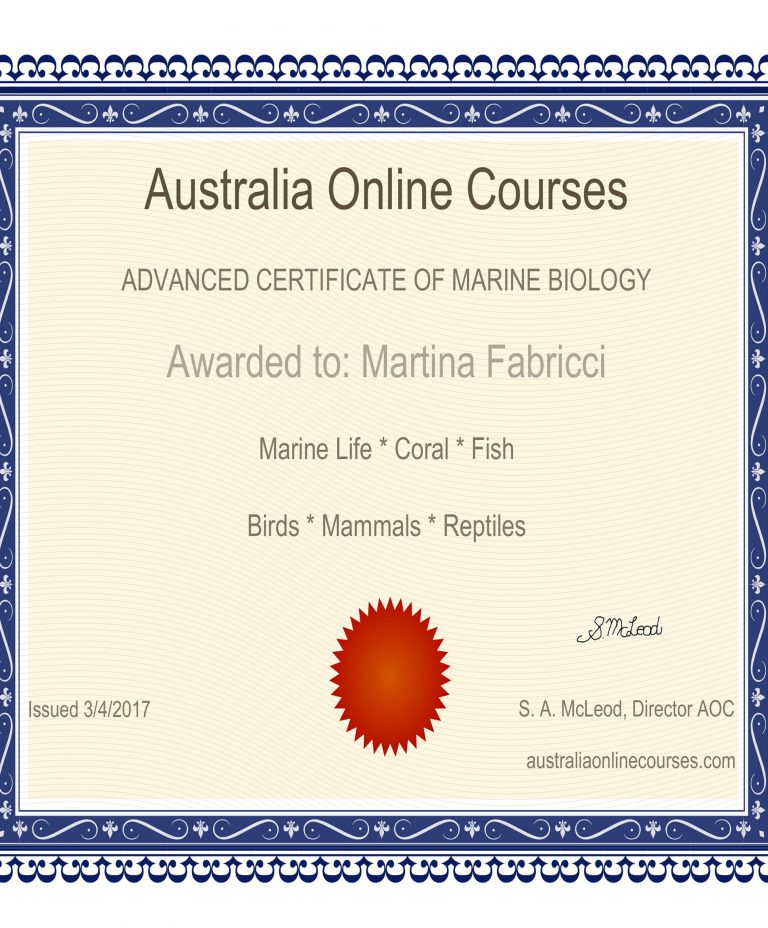 Australia Online Courses
ADVANCED CERTIFICATE OF MARINE BIOLOGY
Awarded to: Martina Fabricci
Marine Life * Coral * Fish
Birds * Mammals * Reptiles
S. McLeod
Issued 3/4/2017
S. A. McLeod, Director AOC
australiaonlinecourses.com